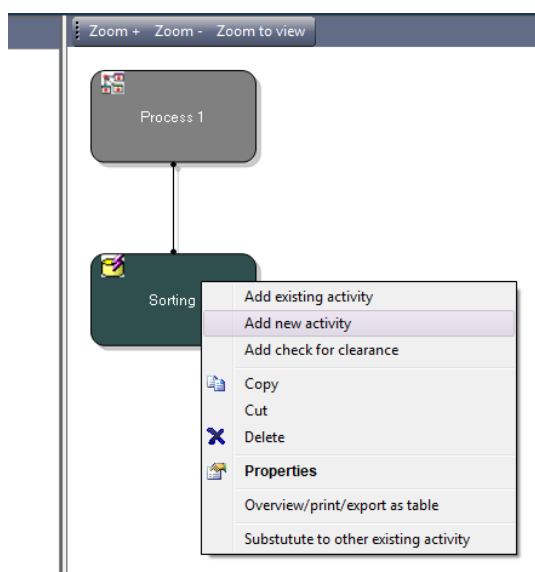 Zoom + Zoom - Zoom to view
Process 1
Sorting
Add existing activity
Add new activity
Add check for clearance
Copy
Cut
Delete
Properties
Overview/print/export as table
Substutute to other existing activity